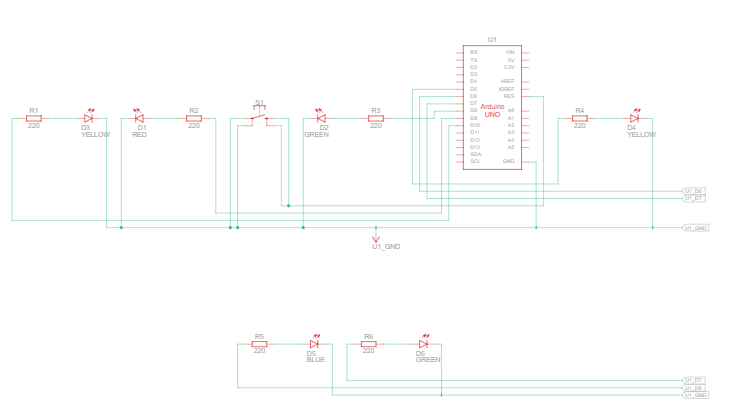 U1
RX VIN
TX 5V
D2 3.3V
D3
D4 AREF
D5 IOREF
D6 RES
D7
Arduino
UNO
D8 A0
D9 A1
D10 A2
D11 A3
D12 A4
D13 A5
SDA
SCL GND
R1
220
D3
YELLOW
D1
RED
R2
220
S1
D2
GREEN
R3
220
R4
220
D4
YELLOW
U1_D6
U1_D7
U1_GND
U1_GND
R5
220
D5
BLUE
R6
220
D6
GREEN
U1_D7
U1_D6
U1_GND